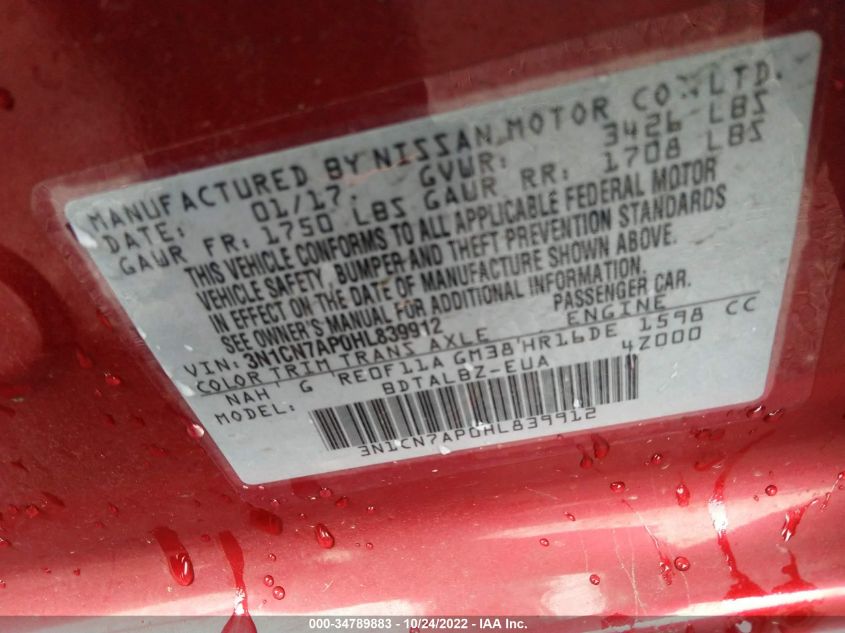 MANUFACTURED BY NISSAN MOTOR CO., LTD.
DATE: 01/17. GVWR: 3426 LBS
GAWR FR: 1750 LBS GAWR RR: 1708 LBS
THIS VEHICLE CONFORMS TO ALL APPLICABLE FEDERAL MOTOR
VEHICLE SAFETY, BUMPER AND THEFT PREVENTION STANDARDS
IN EFFECT ON THE DATE OF MANUFACTURE SHOWN ABOVE.
SEE OWNER'S MANUAL FOR ADDITIONAL INFORMATION.
VIN: 3N1CN7AP0HL839912 PASSENGER CAR.
COLOR TRIM TRANS AXLE ENGINE
NAH G RE0F11A GM38 HR16DE 1598 CC
MODEL: BDTALBZ-EUA 4Z000
3N1CN7AP0HL839912
000-34789883 - 10/24/2022 - IAA Inc.